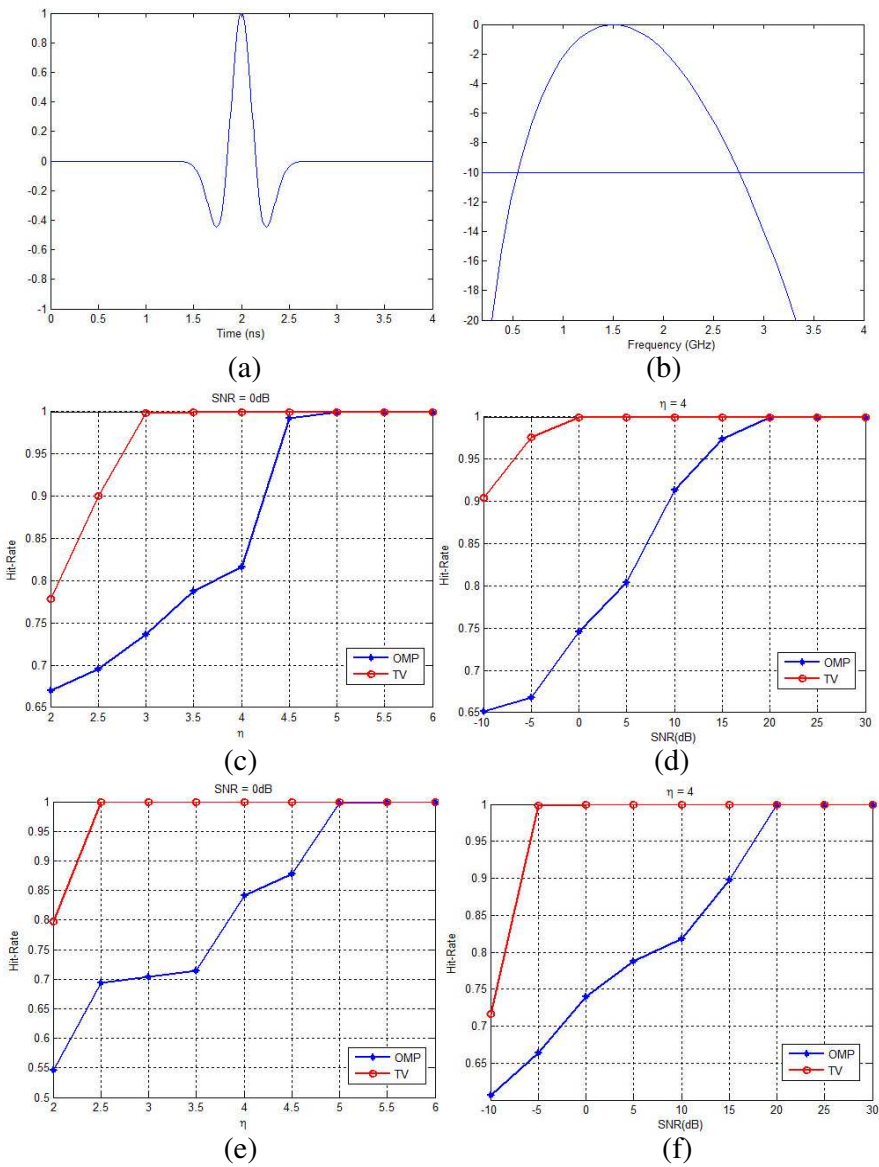 1
0.8
0.6
0.4
0.2
0
-0.2
-0.4
-0.6
-0.8
-1
0 0.5 1 1.5 2 2.5 3 3.5 4
Time (ns)
(a)
0
-2
-4
-6
-8
-10
-12
-14
-16
-18
-20
0.5 1 1.5 2 2.5 3 3.5 4
Frequency (GHz)
(b)
SNR = 0dB
1
0.95
0.9
0.85
0.8
0.75
0.7
0.65
Hit-Rate
OMP
TV
2 2.5 3 3.5 4 4.5 5 5.5 6
η
(c)
η = 4
1
0.95
0.9
0.85
0.8
0.75
0.7
0.65
Hit-Rate
OMP
TV
-10 -5 0 5 10 15 20 25 30
SNR(dB)
(d)
SNR = 0dB
1
0.95
0.9
0.85
0.8
0.75
0.7
0.65
0.6
0.55
0.5
Hit-Rate
OMP
TV
2 2.5 3 3.5 4 4.5 5 5.5 6
η
(e)
η = 4
1
0.95
0.9
0.85
0.8
0.75
0.7
0.65
Hit-Rate
OMP
TV
-10 -5 0 5 10 15 20 25 30
SNR(dB)
(f)